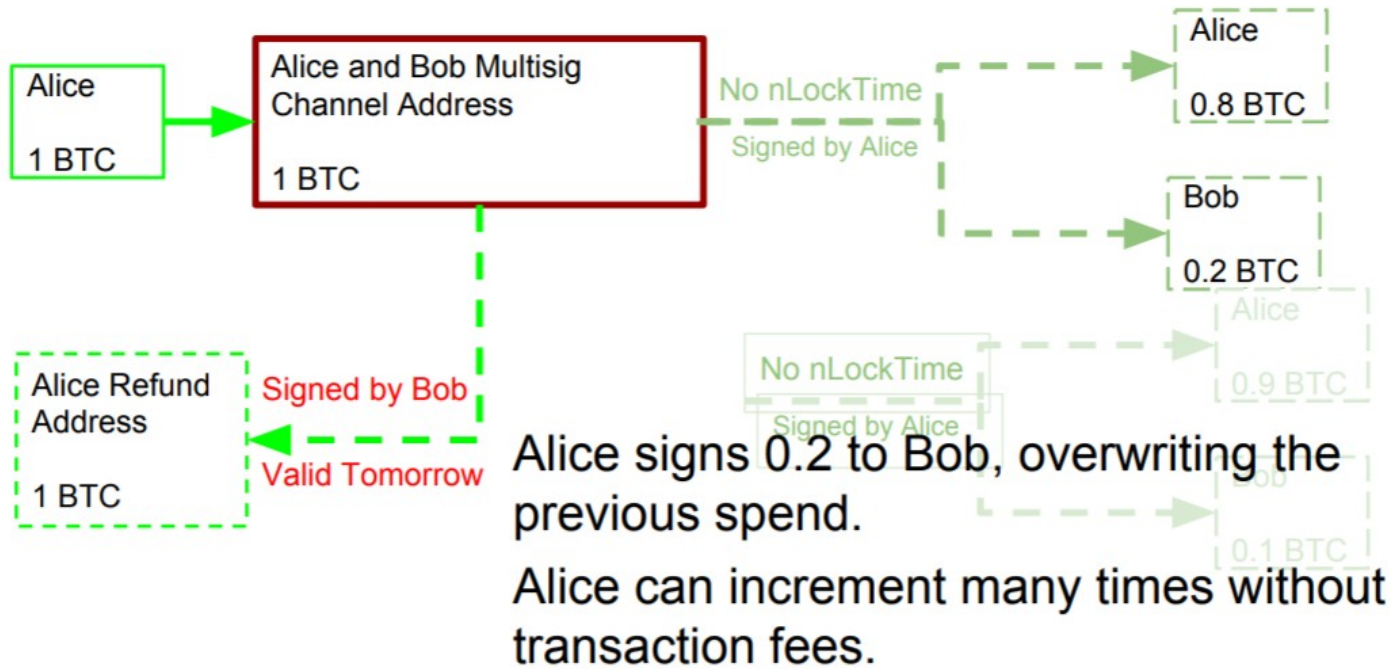 Alice
1 BTC
Alice and Bob Multisig
Channel Address
1 BTC
No nLockTime
Signed by Alice
Alice
0.8 BTC
Bob
0.2 BTC
Alice
0.9 BTC
No nLockTime
Signed by Alice
Bob
0.1 BTC
Alice Refund
Address
1 BTC
Signed by Bob
Valid Tomorrow
Alice signs 0.2 to Bob, overwriting the
previous spend.
Alice can increment many times without
transaction fees.